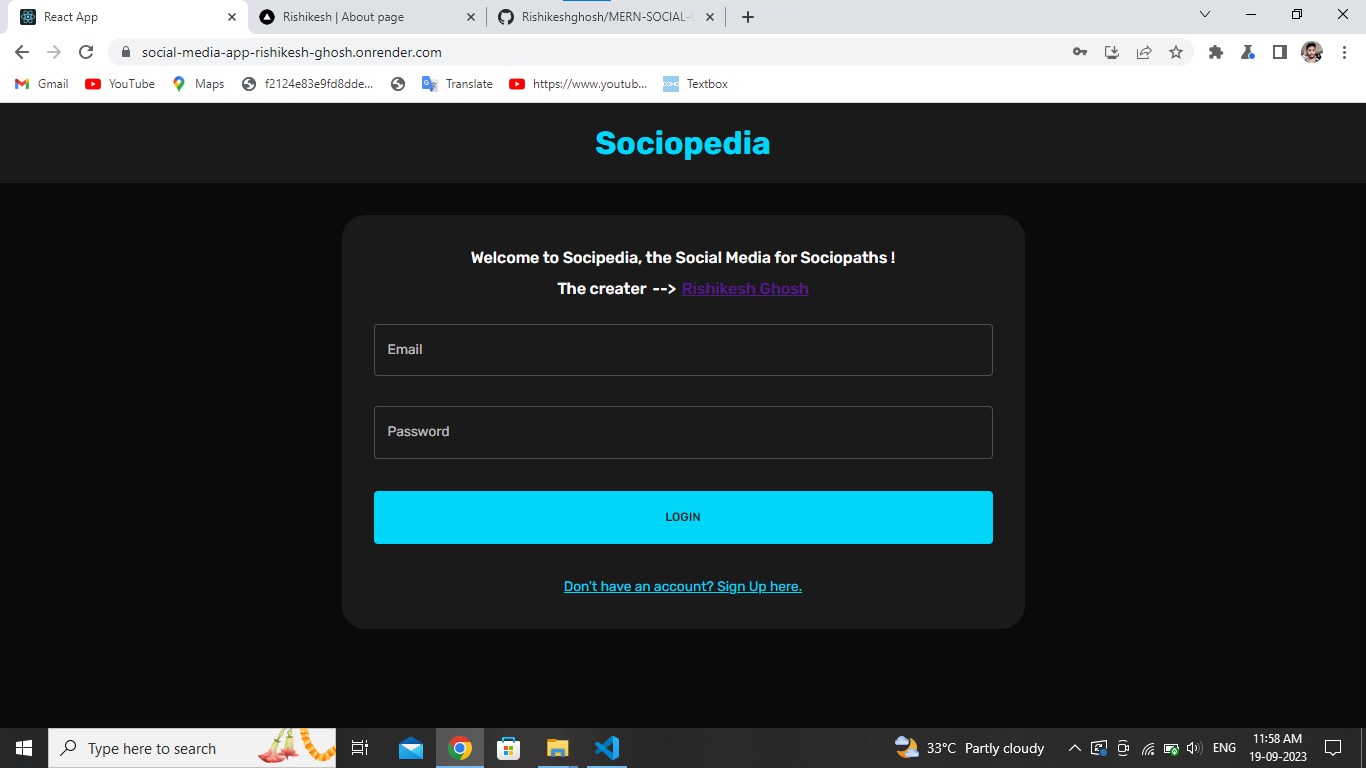 React App
Rishikesh | About page
Rishikeshghosh/MERN-SOCIAL-
social-media-app-rishikesh-ghosh.onrender.com
Gmail
YouTube
Maps
f2124e83e9fd8dde...
Translate
https://www.youtub...
Textbox
Sociopedia
Welcome to Socipedia, the Social Media for Sociopaths !
The creater --> Rishikesh Ghosh
Email
Password
LOGIN
Don't have an account? Sign Up here.
Type here to search
33°C Partly cloudy
ENG
11:58 AM
19-09-2023